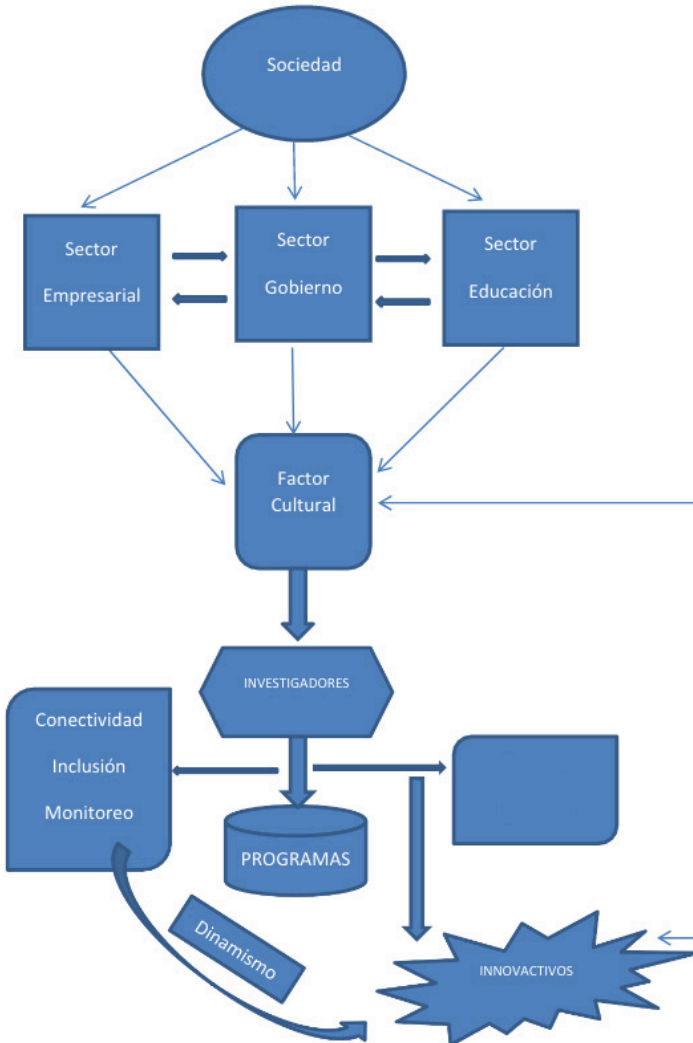 Sociedad
Sector
Empresarial
Sector
Gobierno
Sector
Educación
Factor
Cultural
INVESTIGADORES
Conectividad
Inclusión
Monitoreo
PROGRAMAS
Dinamismo
INNOVACTIVOS